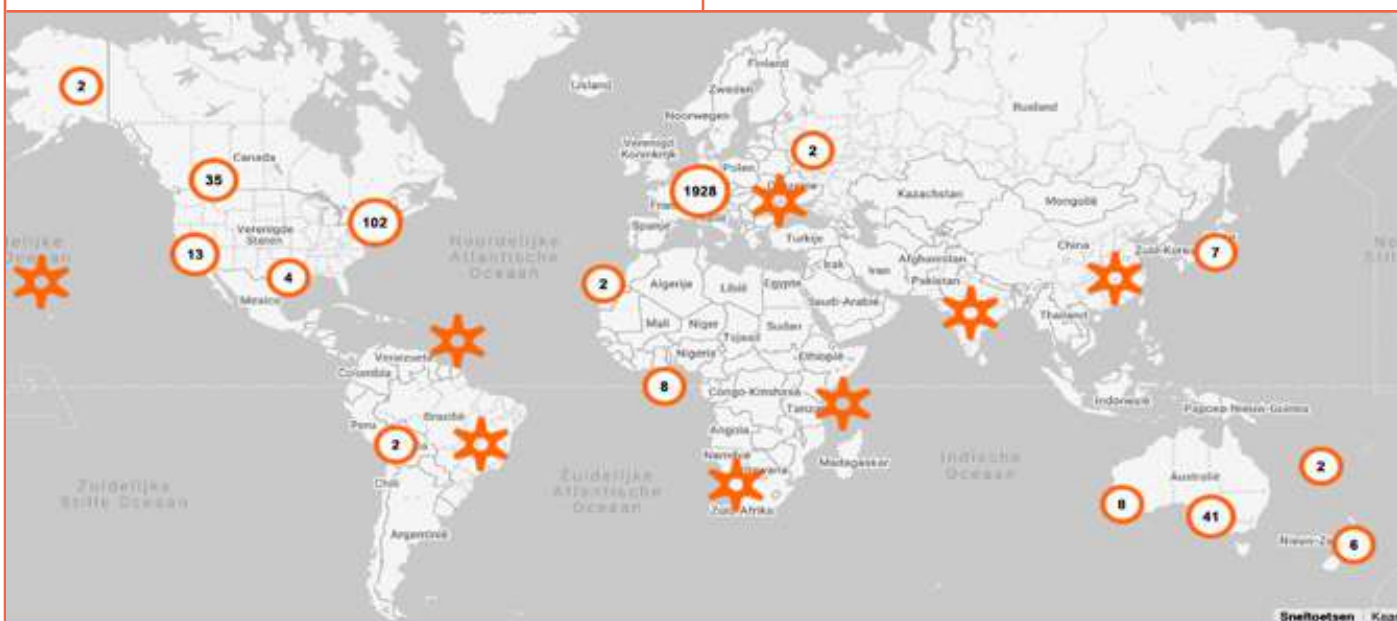 Finland
2
IJsland
Zweden
Rusland
Noorwegen
Verenigd
Koninkrijk
2
Canada
Polen
35
1928
Kazachstan
Mongolië
102
Verenigde
Staten
Spanje
Noordelijke
Atlantische
Oceaan
Turkije
China
13
Afghanistan
7
Irak
Iran
4
2
Algerije
Libië
Egypte
Pakistan
Mexico
Saudi-Arabië
Thailand
Mali
Niger
Sudan
Tsjaad
Venezuela
Nigeria
Ethiopië
Colombia
8
Congo-Kinshasa
Indonesië
Papoea-Nieuw-Guinea
Brazilië
Peru
Angola
2
Namibië
Madagaskar
Indische
Oceaan
2
Zuidelijke
Stille Oceaan
Zuidelijke
Atlantische
Oceaan
Australië
Chili
8
Zuid-Afrika
41
Argentinië
6
Sneltoetsen